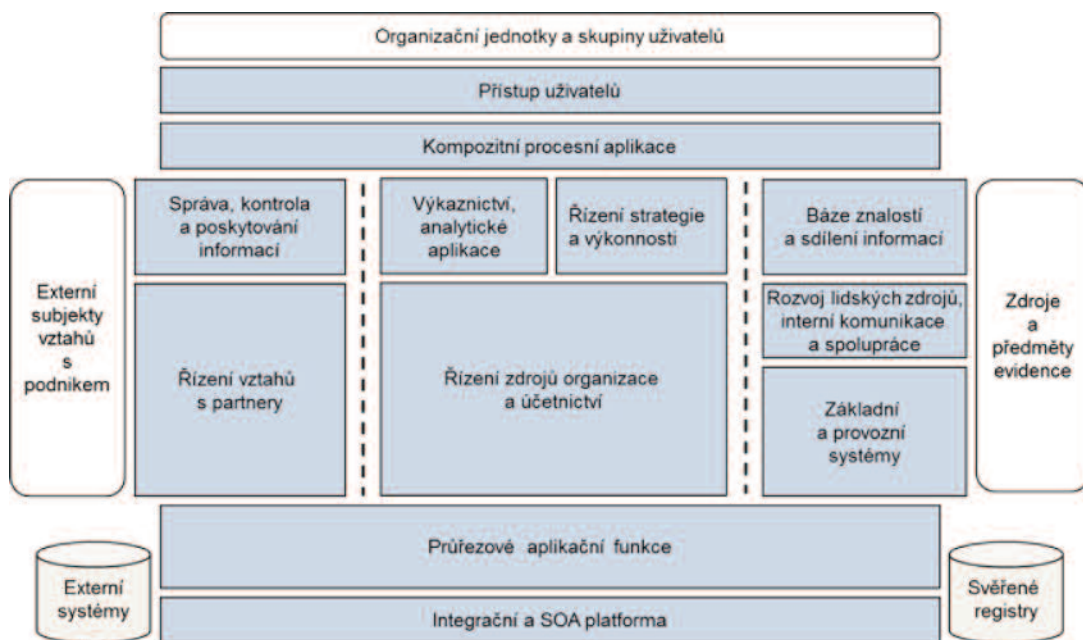 Organizační jednotky a skupiny uživatelů
Přístup uživatelů
Kompozitní procesní aplikace
Externí
subjekty
vztahů
s
podnikem
Správa, kontrola
a poskytování
informací
Výkaznictví,
analytické
aplikace
Řízení strategie
a výkonnosti
Báze znalostí
a sdílení informací
Řízení vztahů
s partnery
Řízení zdrojů organizace
a účetnictví
Rozvoj lidských zdrojů,
interní komunikace
a spolupráce
Základní
a provozní
systémy
Zdroje
a
předměty
evidence
Průřezové aplikační funkce
Integrační a SOA platforma
Externí
systémy
Svěřené
registry